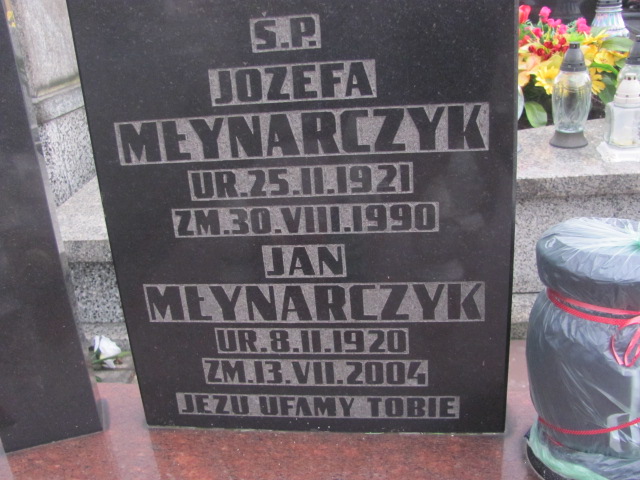 S.P.
JOZEFA
MŁYNARCZYK
UR.25.II.1921
ZM.30.VIII.1990
JAN
MŁYNARCZYK
UR.8.II.1920
ZM.13.VII.2004
JEZU UFAMY TOBIE